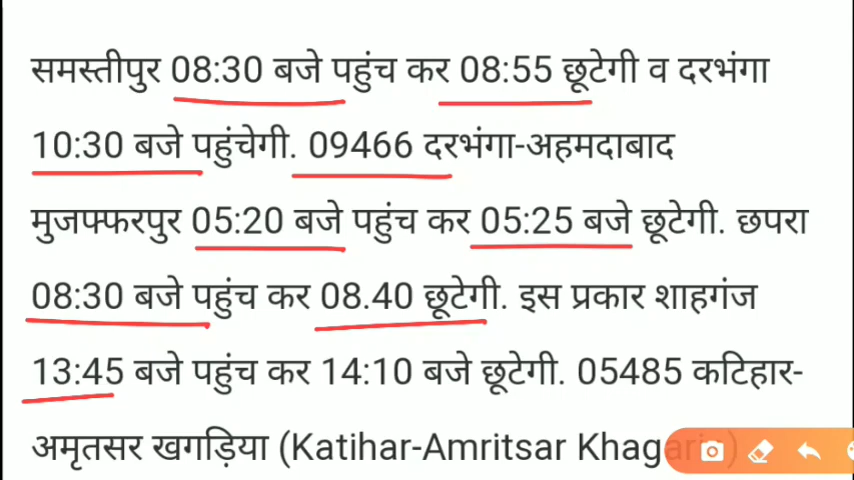 समस्तीपुर 08:30 बजे पहुंच कर 08:55 छूटेगी व दरभंगा
10:30 बजे पहुंचेगी. 09466 दरभंगा-अहमदाबाद
मुजफ्फरपुर 05:20 बजे पहुंच कर 05:25 बजे छूटेगी. छपरा
08:30 बजे पहुंच कर 08.40 छूटेगी. इस प्रकार शाहगंज
13:45 बजे पहुंच कर 14:10 बजे छूटेगी. 05485 कटिहार-
अमृतसर खगड़िया (Katihar-Amritsar